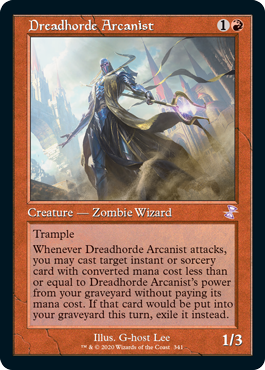 Dreadhorde Arcanist 1
Creature — Zombie Wizard
Trample
Whenever Dreadhorde Arcanist attacks,
you may cast target instant or sorcery
card with converted mana cost less than
or equal to Dreadhorde Arcanist's power
from your graveyard without paying its
mana cost. If that card would be put into
your graveyard this turn, exile it instead.
Illus. G-host Lee
™ & © 2020 Wizards of the Coast 341
1/3